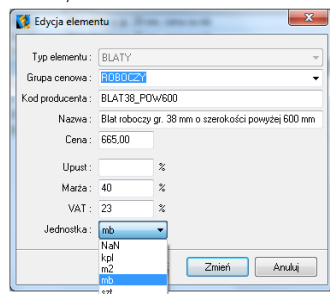 Edycja elementu
Typ elementu : BLATY
Grupa cenowa : ROBOCZY
Kod producenta : BLAT38_POW600
Nazwa : Blat roboczy gr. 38 mm o szerokości powyżej 600 mm
Cena : 665,00
Upust : %
Marża : 40 %
VAT : 23 %
Jednostka : mb
NaN
kpl
m2
mb
szt
Zmień Anuluj